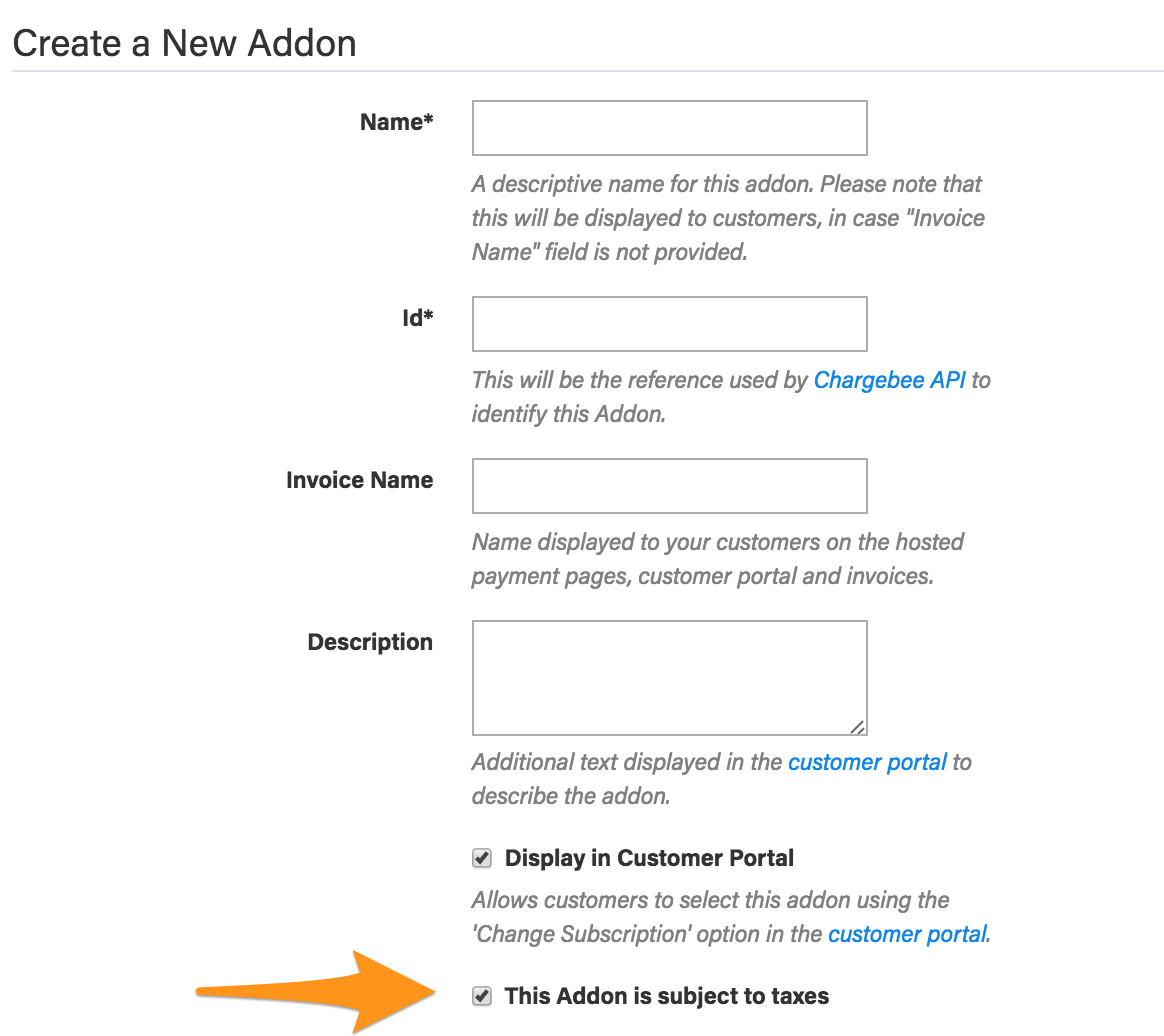 Create a New Addon
Name*
A descriptive name for this addon. Please note that
this will be displayed to customers, in case "Invoice
Name" field is not provided.
Id*
This will be the reference used by Chargebee API to
identify this Addon.
Invoice Name
Name displayed to your customers on the hosted
payment pages, customer portal and invoices.
Description
Additional text displayed in the customer portal to
describe the addon.
Display in Customer Portal
Allows customers to select this addon using the
'Change Subscription' option in the customer portal.
This Addon is subject to taxes